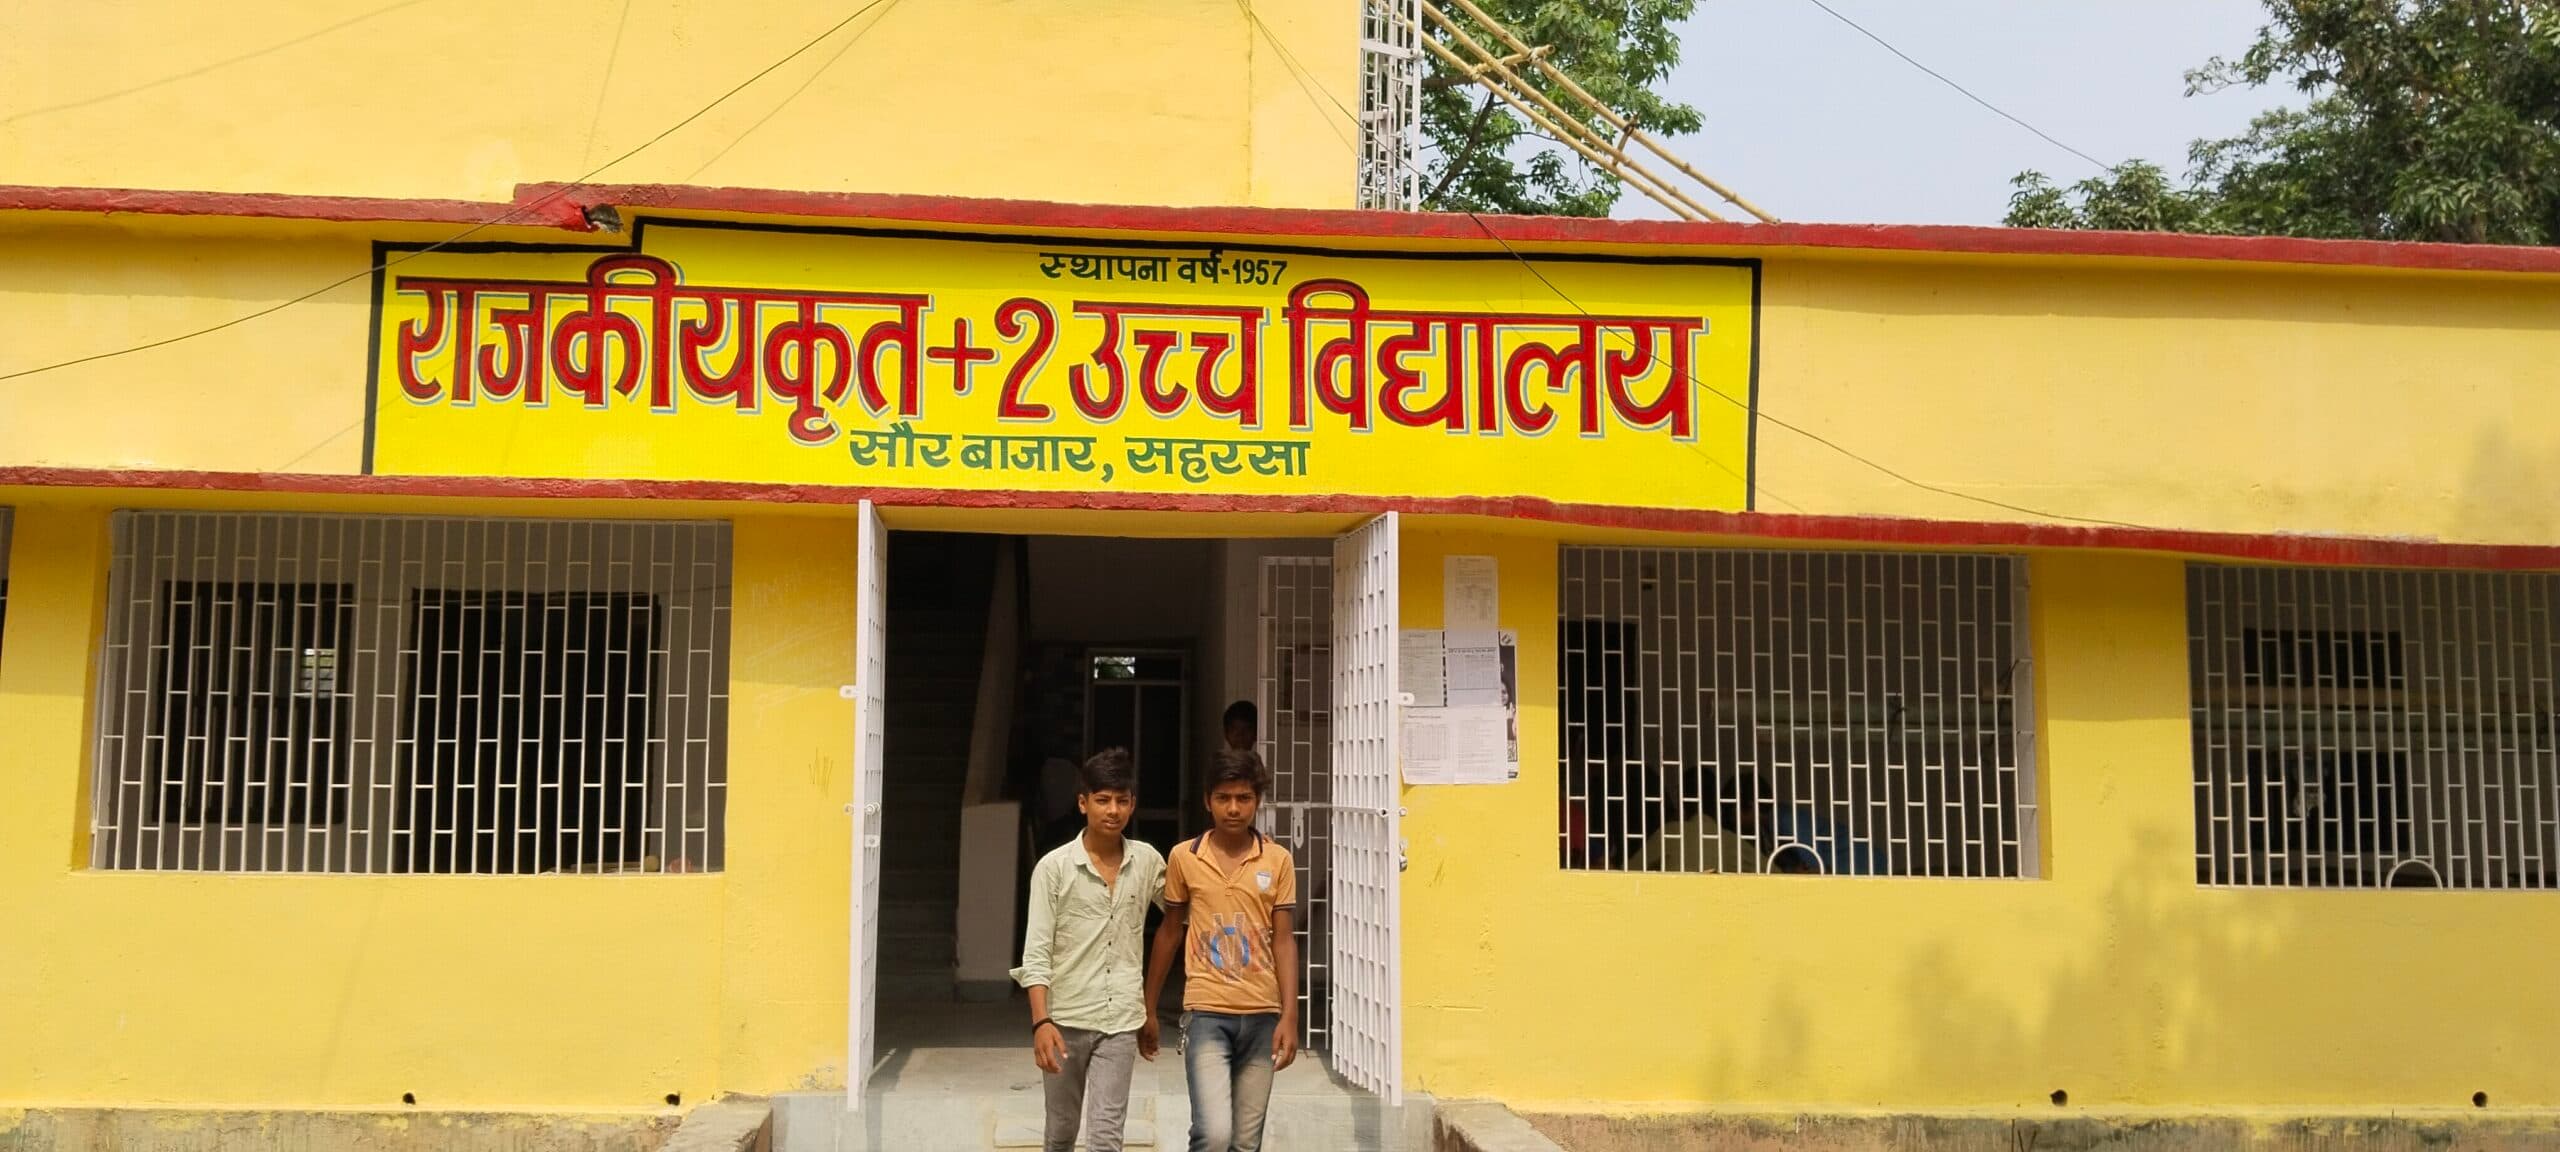 स्थापना वर्ष-1957
राजकीयकृत+2 उच्च विद्यालय
सौर बाजार, सहरसा